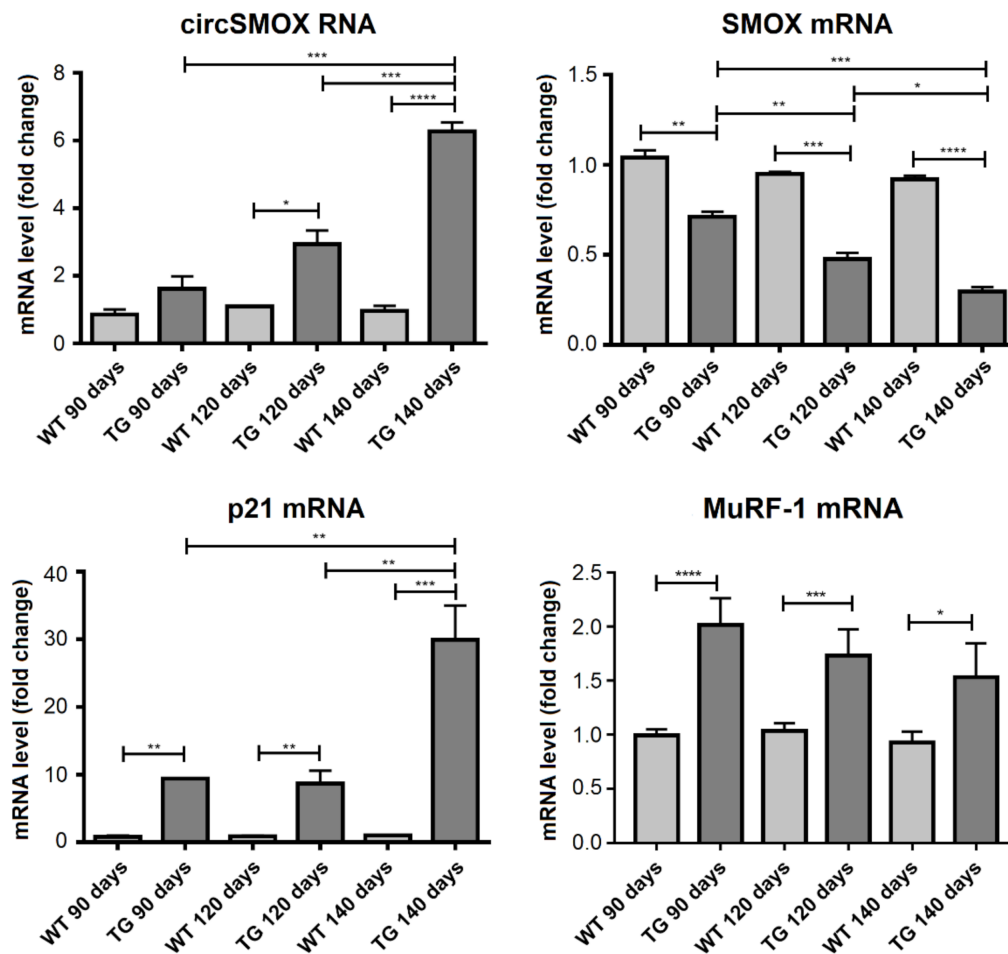 circSMOX RNA
mRNA level (fold change)
8
6
4
2
0
***
***
****
*
WT 90 days
TG 90 days
WT 120 days
TG 120 days
WT 140 days
TG 140 days
SMOX mRNA
mRNA level (fold change)
1.5
1.0
0.5
0.0
***
*
**
**
***
****
WT 90 days
TG 90 days
WT 120 days
TG 120 days
WT 140 days
TG 140 days
p21 mRNA
mRNA level (fold change)
40
30
20
10
0
**
**
***
**
**
WT 90 days
TG 90 days
WT 120 days
TG 120 days
WT 140 days
TG 140 days
MuRF-1 mRNA
mRNA level (fold change)
2.5
2.0
1.5
1.0
0.5
0.0
****
***
*
WT 90 days
TG 90 days
WT 120 days
TG 120 days
WT 140 days
TG 140 days